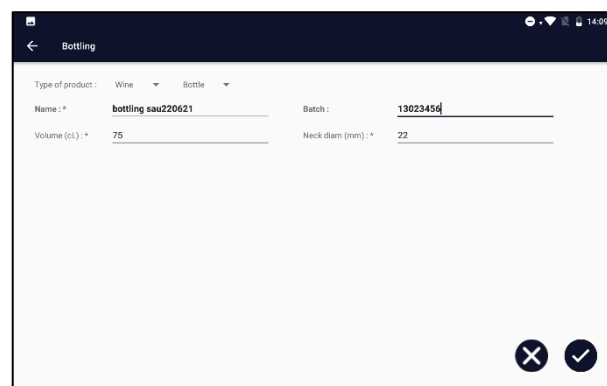 14:09
Bottling
Type of product : Wine Bottle
Name : * bottling sau220621 Batch : 13023456
Volume (cl.) : * 75 Neck diam (mm) : * 22